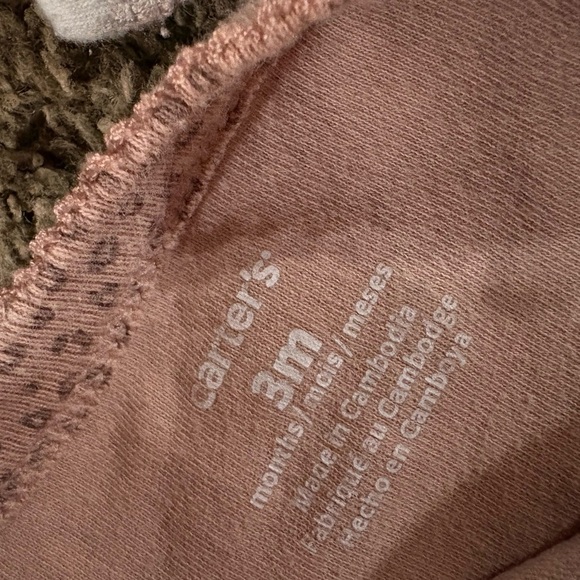 carter's.
3m
months / mois / meses
Made in Cambodia
Fabriqué au Cambodge
Hecho en Camboya